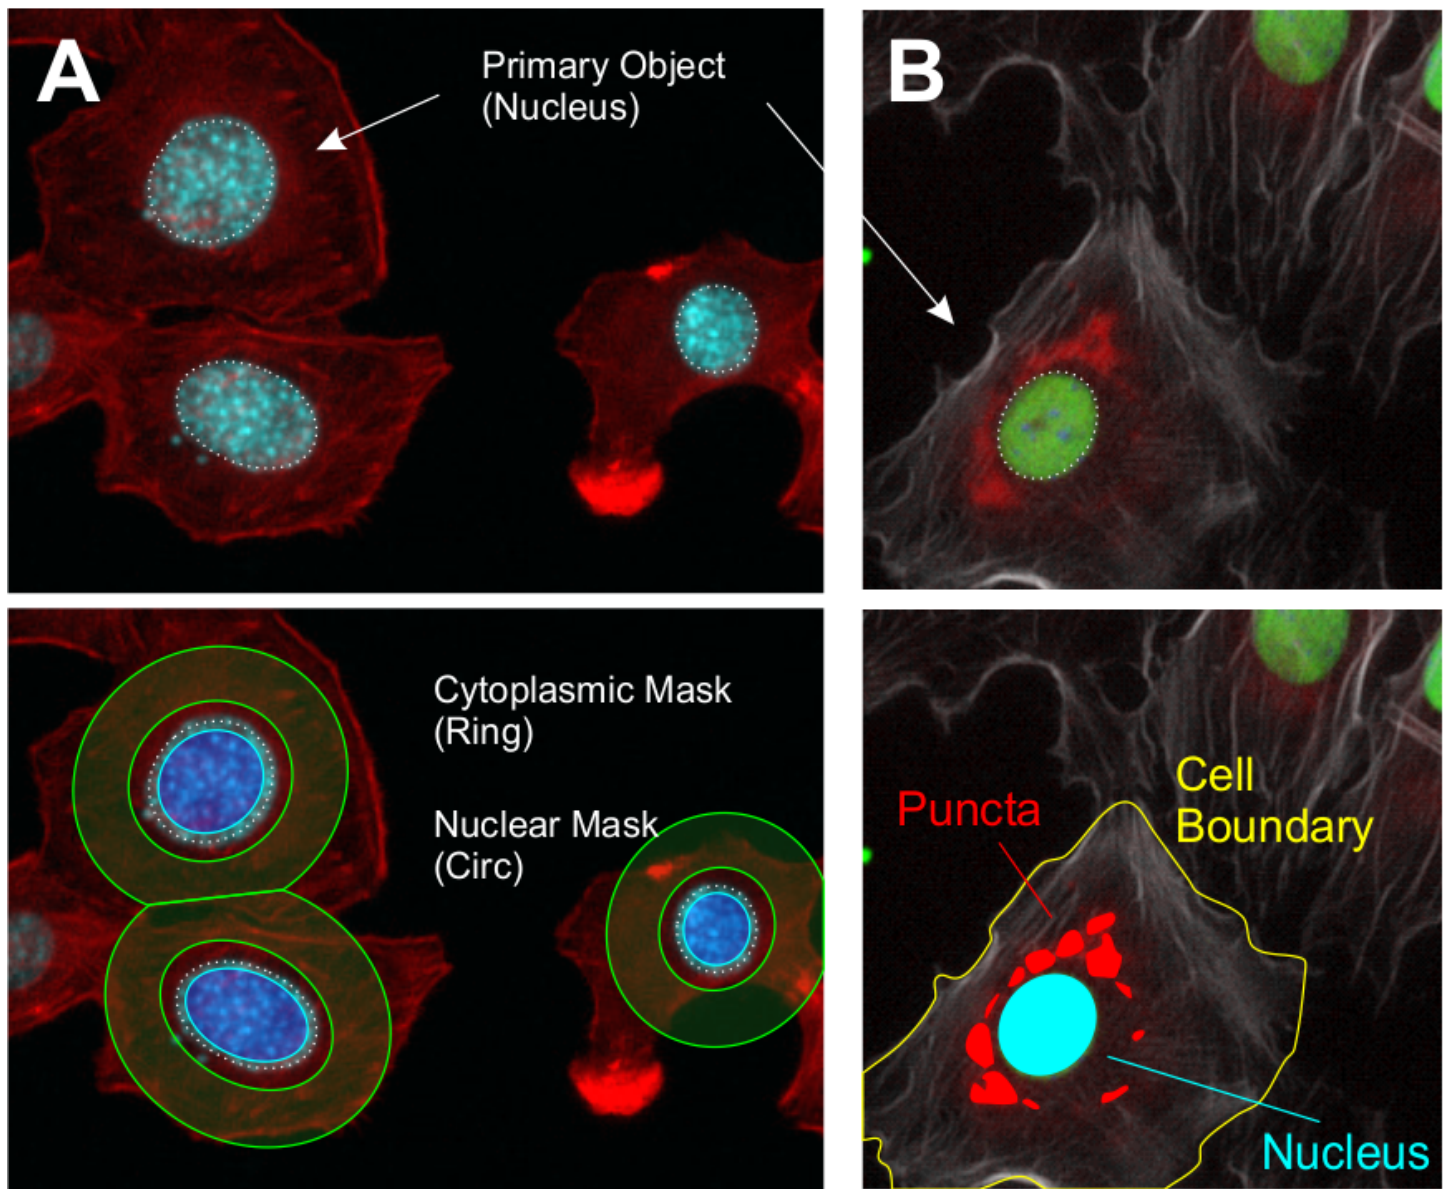 A
Primary Object
(Nucleus)
B
Cytoplasmic Mask
(Ring)
Nuclear Mask
(Circ)
Puncta
Cell
Boundary
Nucleus